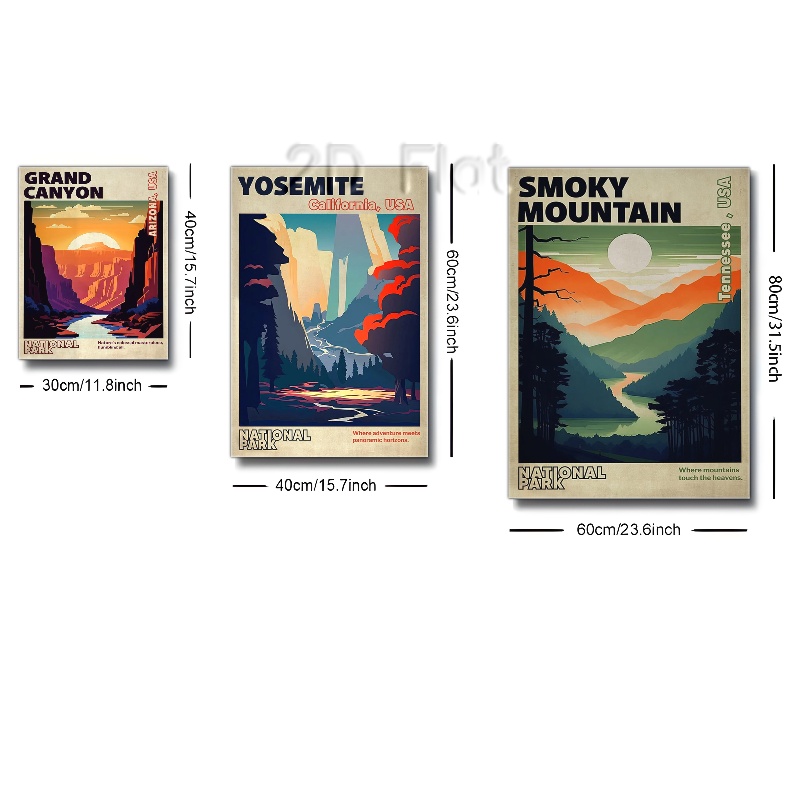 2D Flat
GRAND
CANYON
ARIZONA, USA
NATIONAL
PARK
40cm/15.7inch
30cm/11.8inch
YOSEMITE
California, USA
NATIONAL
PARK
Where adventure meets
panoramic horizons.
60cm/23.6inch
40cm/15.7inch
SMOKY
MOUNTAIN
Tennessee , USA
NATIONAL
PARK
Where mountains
touch the heavens.
80cm/31.5inch
60cm/23.6inch